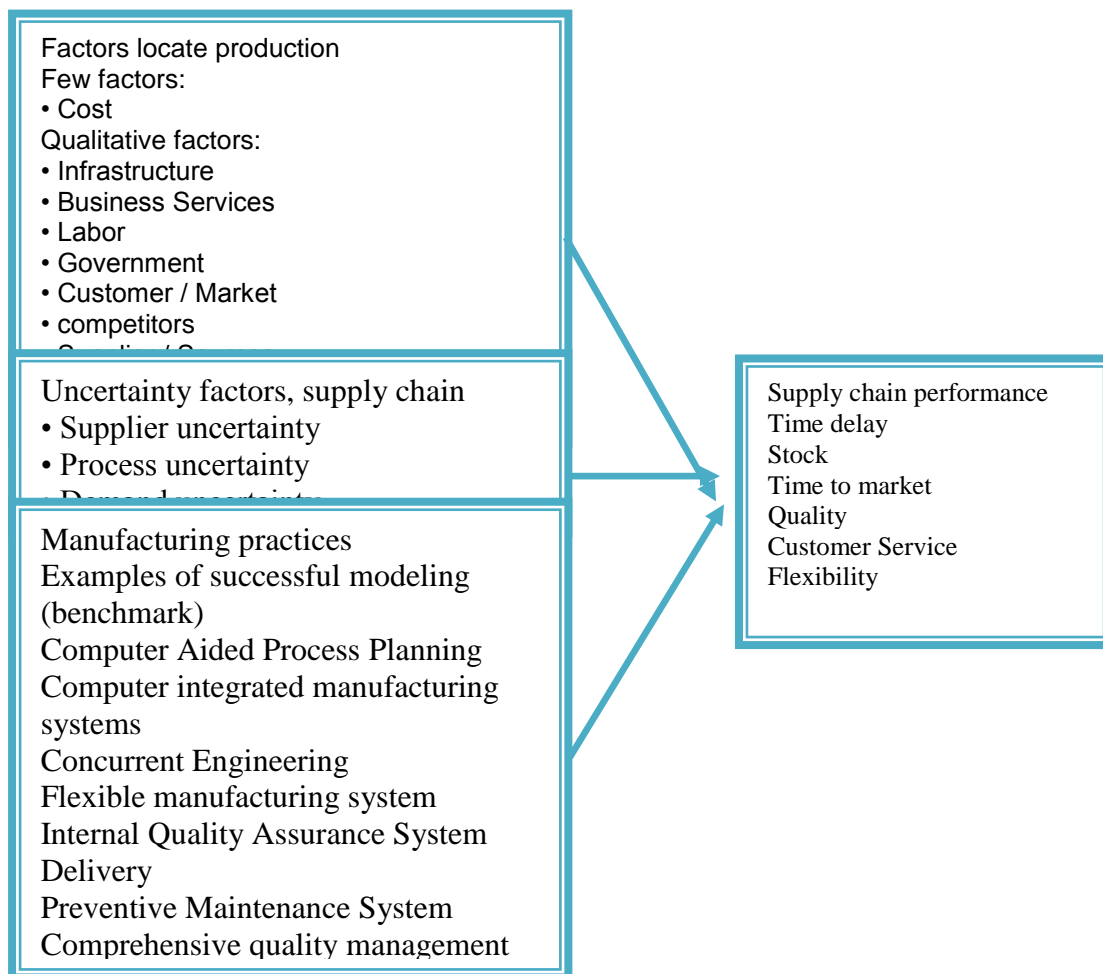 Factors locate production
Few factors:
• Cost
Qualitative factors:
• Infrastructure
• Business Services
• Labor
• Government
• Customer / Market
• competitors
Uncertainty factors, supply chain
• Supplier uncertainty
• Process uncertainty
• Demand uncertainty
Manufacturing practices
Examples of successful modeling
(benchmark)
Computer Aided Process Planning
Computer integrated manufacturing
systems
Concurrent Engineering
Flexible manufacturing system
Internal Quality Assurance System
Delivery
Preventive Maintenance System
Comprehensive quality management
Supply chain performance
Time delay
Stock
Time to market
Quality
Customer Service
Flexibility